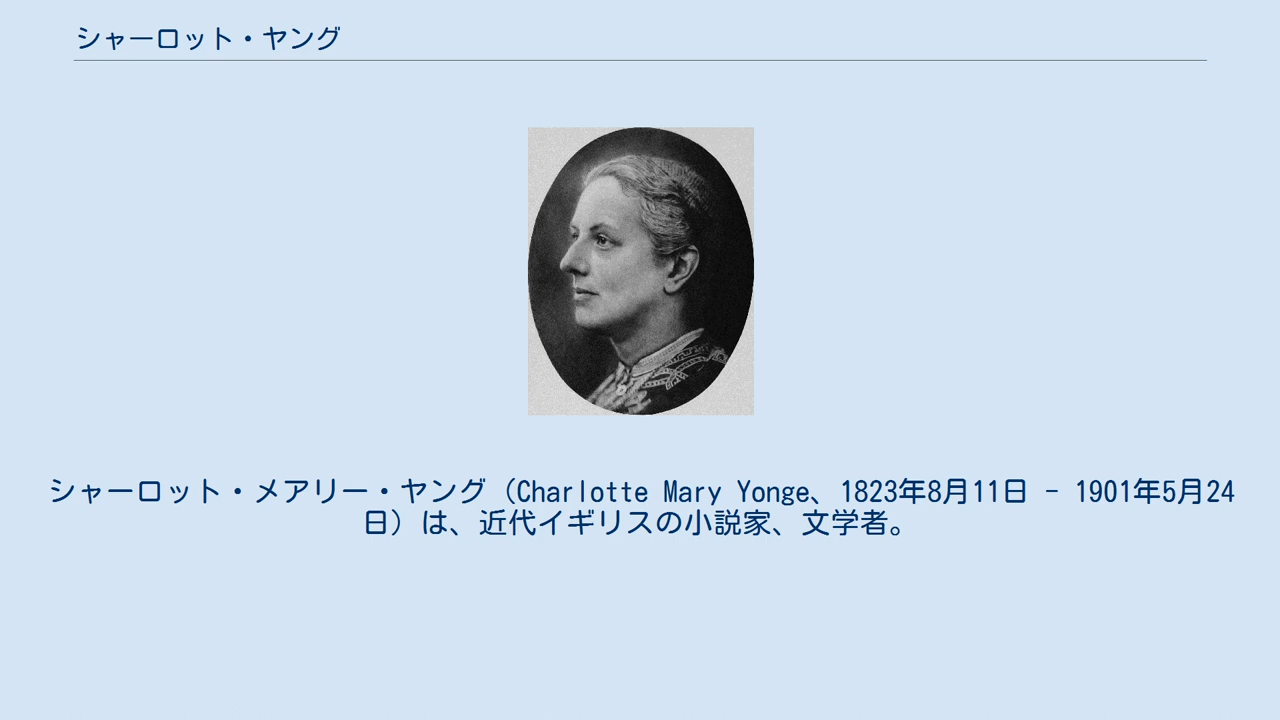 シャーロット・ヤング
シャーロット・メアリー・ヤング（Charlotte Mary Yonge、1823年8月11日 - 1901年5月24
日）は、近代イギリスの小説家、文学者。